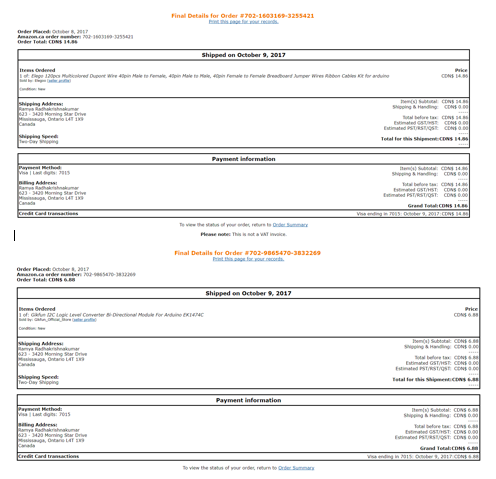 Final Details for Order #702-1603169-3255421
Print this page for your records.
Order Placed: October 8, 2017
Amazon.ca order number: 702-1603169-3255421
Order Total: CDN$ 14.86
Shipped on October 9, 2017
Items Ordered Price
1 of: Elego 120pcs Multicolored Dupont Wire 40pin Male to Female, 40pin Male to Male, 40pin Female to Female Breadboard Jumper Wires Ribbon Cables Kit for arduino CDN$ 14.86
Sold by: (seller profile)
Condition: New
Shipping Address: Item(s) Subtotal: CDN$ 14.86
Ramya Radhakrishnakumar Shipping & Handling: CDN$ 0.00
623 - 3420 Morning Star Drive -----
Mississauga, Ontario L4T 1X9 Total before tax: CDN$ 14.86
Canada Estimated GST/HST: CDN$ 0.00
Estimated PST/RST/QST: CDN$ 0.00
-----
Shipping Speed: Total for this Shipment:CDN$ 14.86
Two-Day Shipping -----
Payment information
Payment Method: Item(s) Subtotal: CDN$ 14.86
Visa | Last digits: 7015 Shipping & Handling: CDN$ 0.00
-----
Billing Address: Total before tax: CDN$ 14.86
Ramya Radhakrishnakumar Estimated GST/HST: CDN$ 0.00
623 - 3420 Morning Star Drive Estimated PST/RST/QST: CDN$ 0.00
Mississauga, Ontario L4T 1X9 -----
Canada Grand Total:CDN$ 14.86
Credit Card transactions Visa ending in 7015: October 9, 2017:CDN$ 14.86
To view the status of your order, return to Order Summary
Please note: This is not a VAT invoice.
Final Details for Order #702-9865470-3832269
Print this page for your records.
Order Placed: October 8, 2017
Amazon.ca order number: 702-9865470-3832269
Order Total: CDN$ 6.88
Shipped on October 9, 2017
Items Ordered Price
1 of: Gikfun I2C Logic Level Converter Bi-Directional Module For Arduino EK1474C CDN$ 6.88
Sold by: Gikfun_Official_Store (seller profile)
Condition: New
Shipping Address: Item(s) Subtotal: CDN$ 6.88
Ramya Radhakrishnakumar Shipping & Handling: CDN$ 0.00
623 - 3420 Morning Star Drive -----
Mississauga, Ontario L4T 1X9 Total before tax: CDN$ 6.88
Canada Estimated GST/HST: CDN$ 0.00
Estimated PST/RST/QST: CDN$ 0.00
-----
Shipping Speed: Total for this Shipment:CDN$ 6.88
Two-Day Shipping -----
Payment information
Payment Method: Item(s) Subtotal: CDN$ 6.88
Visa | Last digits: 7015 Shipping & Handling: CDN$ 0.00
-----
Billing Address: Total before tax: CDN$ 6.88
Ramya Radhakrishnakumar Estimated GST/HST: CDN$ 0.00
623 - 3420 Morning Star Drive Estimated PST/RST/QST: CDN$ 0.00
Mississauga, Ontario L4T 1X9 -----
Canada Grand Total:CDN$ 6.88
Credit Card transactions Visa ending in 7015: October 9, 2017:CDN$ 6.88
To view the status of your order, return to Order Summary